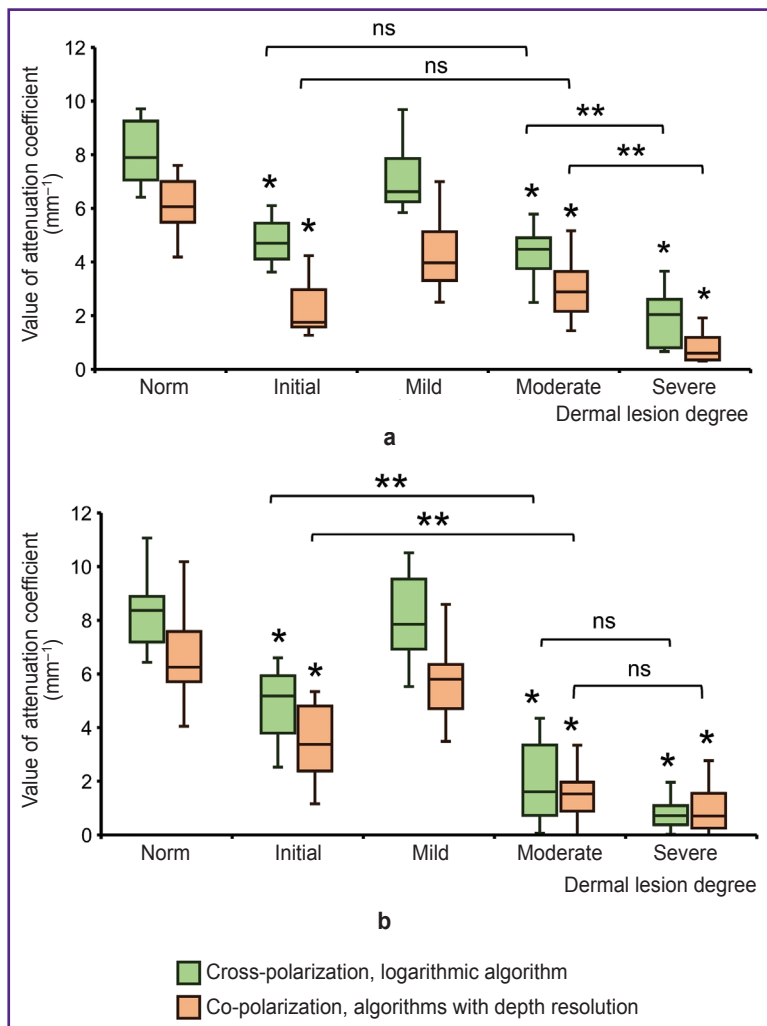 ns
12
ns
10
**
**
8
6
4
2
0
* * * * * *
Value of attenuation coefficient
(mm⁻¹)
Norm Initial Mild Moderate Severe
Dermal lesion degree
a
**
12
**
10
8
6
4
2
0
ns
ns
* * * * * *
Value of attenuation coefficient
(mm⁻¹)
Norm Initial Mild Moderate Severe
Dermal lesion degree
b
Cross-polarization, logarithmic algorithm
Co-polarization, algorithms with depth resolution